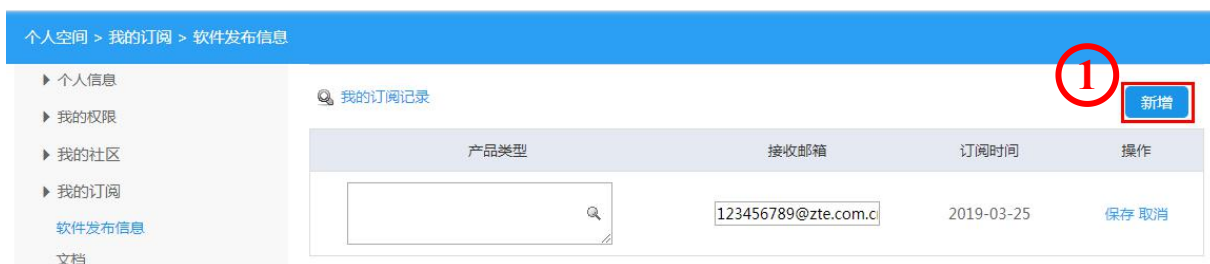 个人空间 > 我的订阅 > 软件发布信息
个人信息
我的权限
我的社区
我的订阅
软件发布信息
文档
我的订阅记录
1
新增
产品类型 接收邮箱 订阅时间 操作
123456789@zte.com.c 2019-03-25 保存 取消